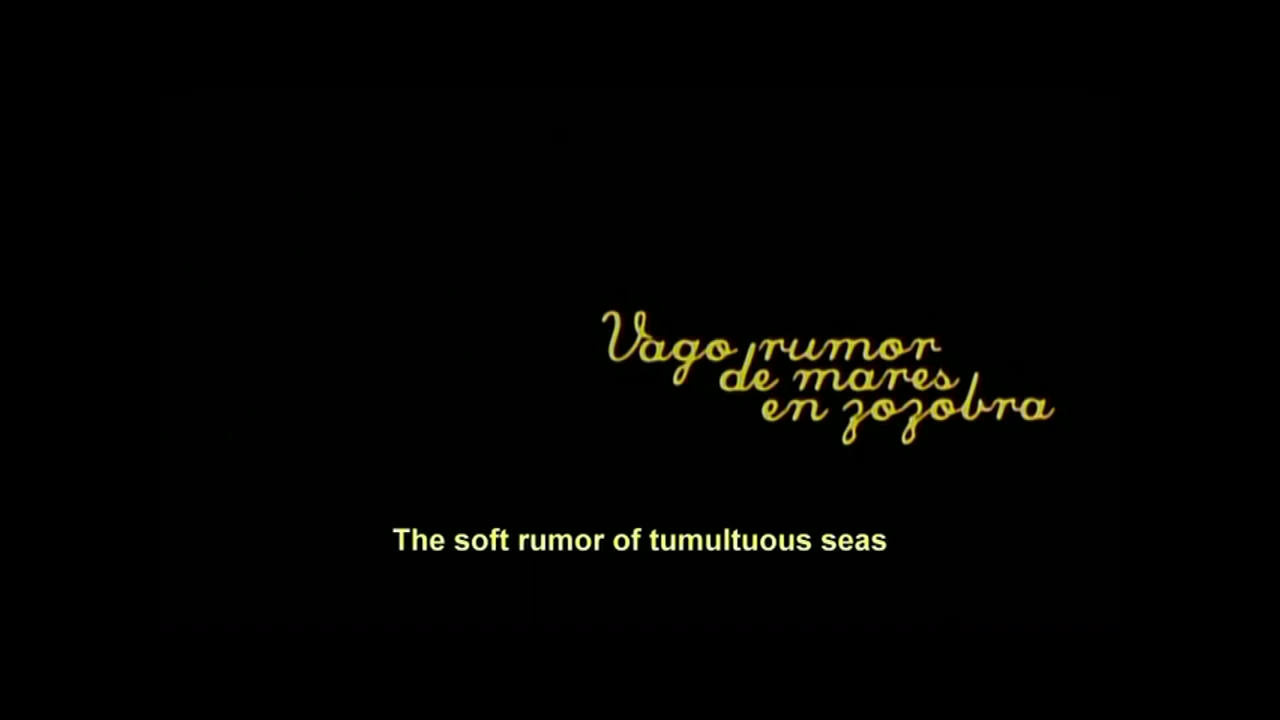 Vago rumor
de mares
en zozobra
The soft rumor of tumultuous seas